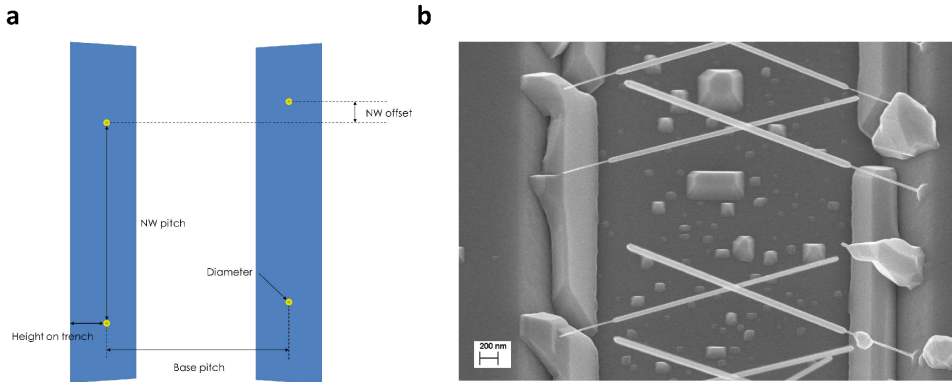 a
b
NW offset
NW pitch
Diameter
Height on trench
Base pitch
200 nm